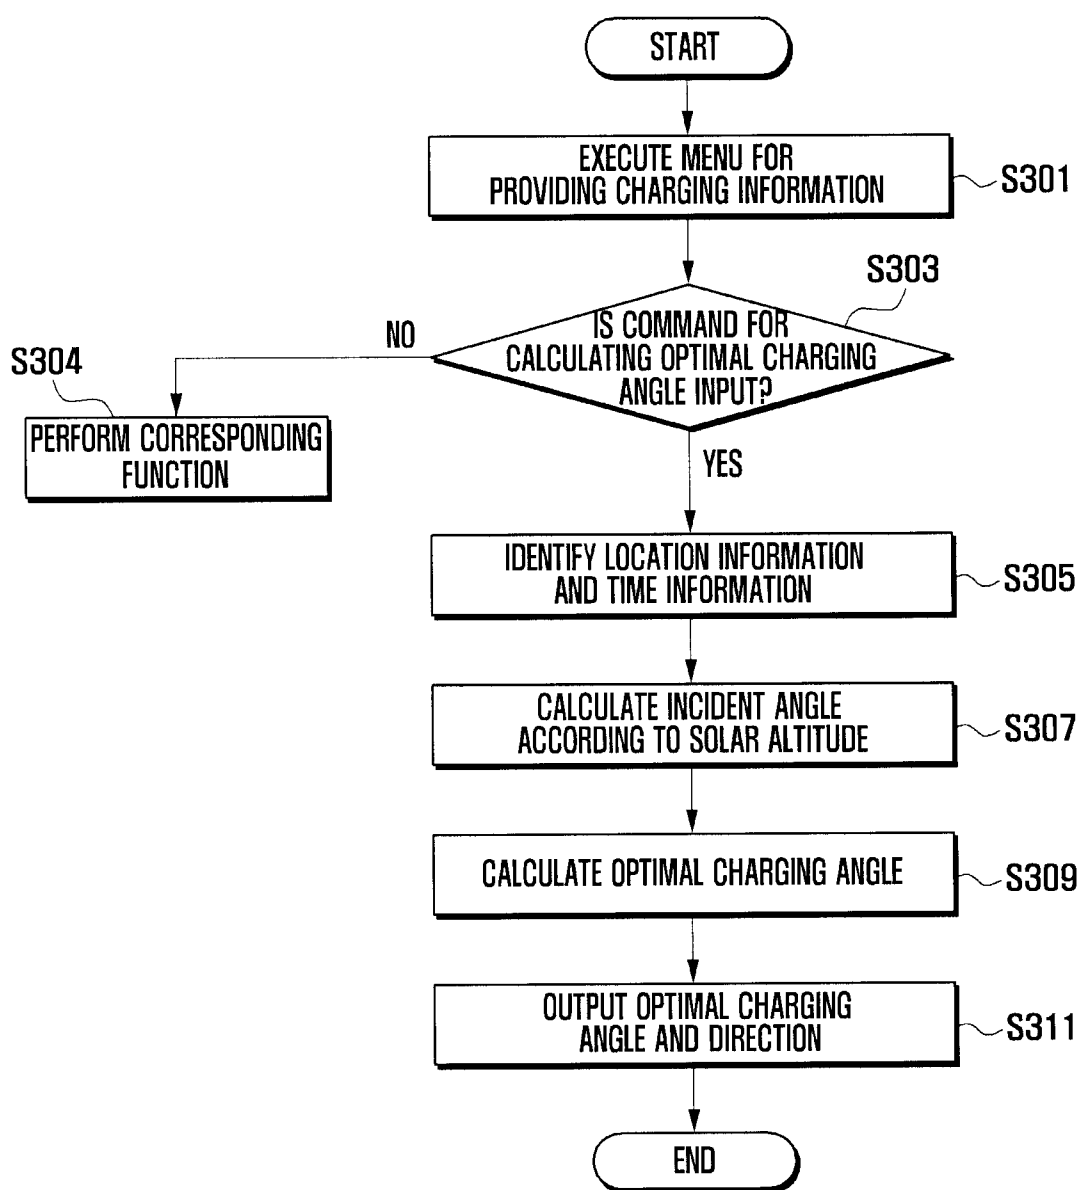 START
EXECUTE MENU FOR
PROVIDING CHARGING INFORMATION
S301
S303
IS COMMAND FOR
CALCULATING OPTIMAL CHARGING
ANGLE INPUT?
NO
S304
PERFORM CORRESPONDING
FUNCTION
YES
IDENTIFY LOCATION INFORMATION
AND TIME INFORMATION
S305
CALCULATE INCIDENT ANGLE
ACCORDING TO SOLAR ALTITUDE
S307
CALCULATE OPTIMAL CHARGING ANGLE
S309
OUTPUT OPTIMAL CHARGING
ANGLE AND DIRECTION
S311
END